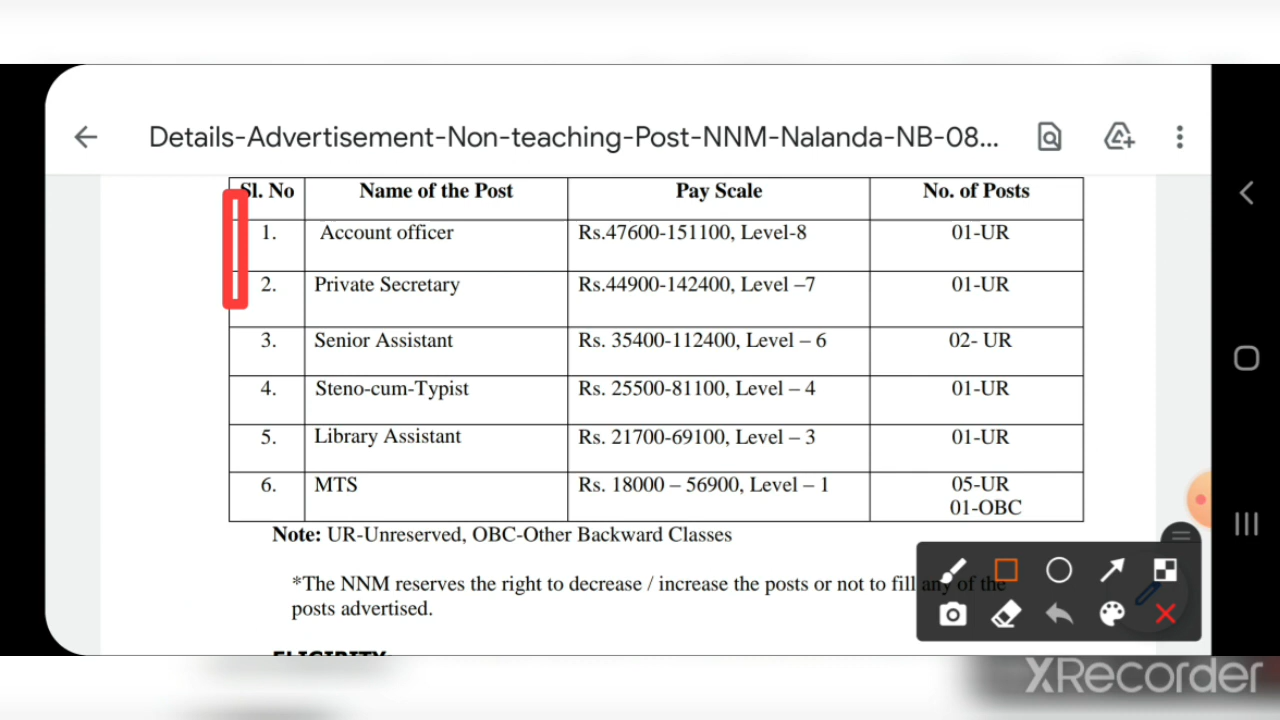 Details-Advertisement-Non-teaching-Post-NNM-Nalanda-NB-08...
Sl. No Name of the Post Pay Scale No. of Posts
1. Account officer Rs.47600-151100, Level-8 01-UR
2. Private Secretary Rs.44900-142400, Level –7 01-UR
3. Senior Assistant Rs. 35400-112400, Level – 6 02- UR
4. Steno-cum-Typist Rs. 25500-81100, Level – 4 01-UR
5. Library Assistant Rs. 21700-69100, Level – 3 01-UR
6. MTS Rs. 18000 – 56900, Level – 1 05-UR
01-OBC
Note: UR-Unreserved, OBC-Other Backward Classes
*The NNM reserves the right to decrease / increase the posts or not to fill any of the
posts advertised.
ELIGIBITY
XRecorder